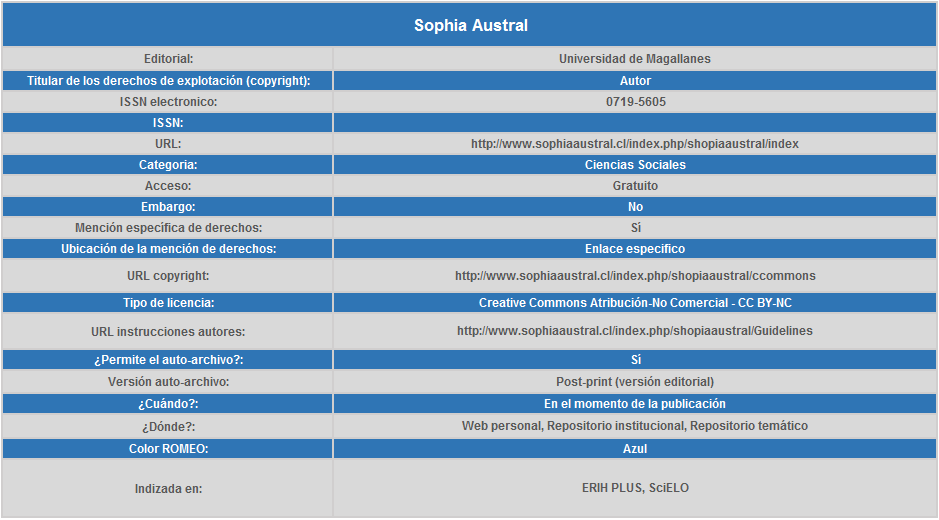 Sophia Austral
Editorial: Universidad de Magallanes
Titular de los derechos de explotación (copyright): Autor
ISSN electronico: 0719-5605
ISSN:
URL: http://www.sophiaaustral.cl/index.php/shopiaaustral/index
Categoria: Ciencias Sociales
Acceso: Gratuito
Embargo: No
Mención específica de derechos: Sí
Ubicación de la mención de derechos: Enlace específico
URL copyright: http://www.sophiaaustral.cl/index.php/shopiaaustral/ccommons
Tipo de licencia: Creative Commons Atribución-No Comercial - CC BY-NC
URL instrucciones autores: http://www.sophiaaustral.cl/index.php/shopiaaustral/Guidelines
¿Permite el auto-archivo?: Sí
Versión auto-archivo: Post-print (versión editorial)
¿Cuándo?: En el momento de la publicación
¿Dónde?: Web personal, Repositorio institucional, Repositorio temático
Color ROMEO: Azul
Indizada en: ERIH PLUS, SciELO